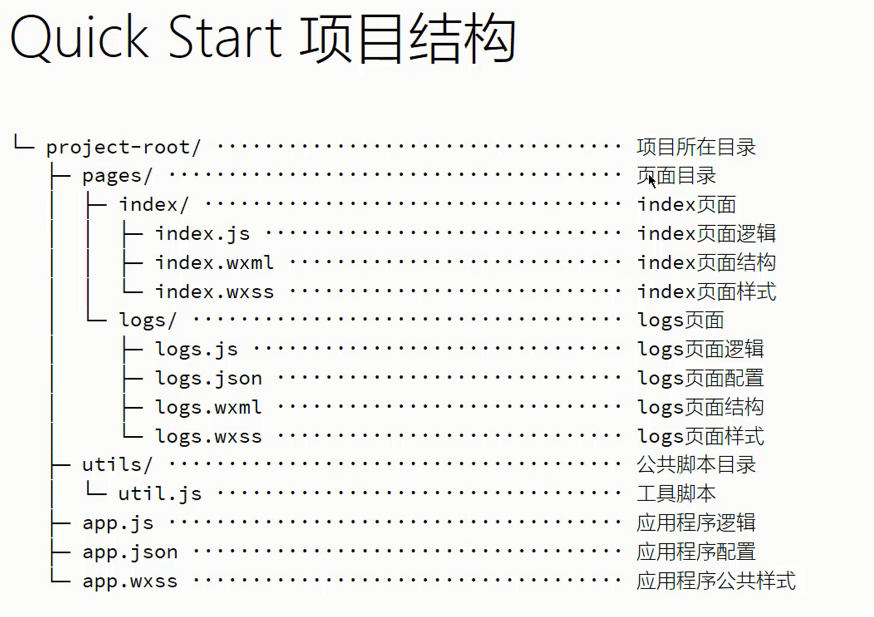 Quick Start 项目结构
└─ project-root/ ·································· 项目所在目录
├─ pages/ ······································ 页面目录
├─ index/ ··································· index页面
├─ index.js ······························ index页面逻辑
├─ index.wxml ···························· index页面结构
└─ index.wxss ···························· index页面样式
└─ logs/ ···································· logs页面
├─ logs.js ······························· logs页面逻辑
├─ logs.json ····························· logs页面配置
├─ logs.wxml ····························· logs页面结构
└─ logs.wxss ····························· logs页面样式
├─ utils/ ······································ 公共脚本目录
└─ util.js ·································· 工具脚本
├─ app.js ······································ 应用程序逻辑
├─ app.json ···································· 应用程序配置
└─ app.wxss ···································· 应用程序公共样式